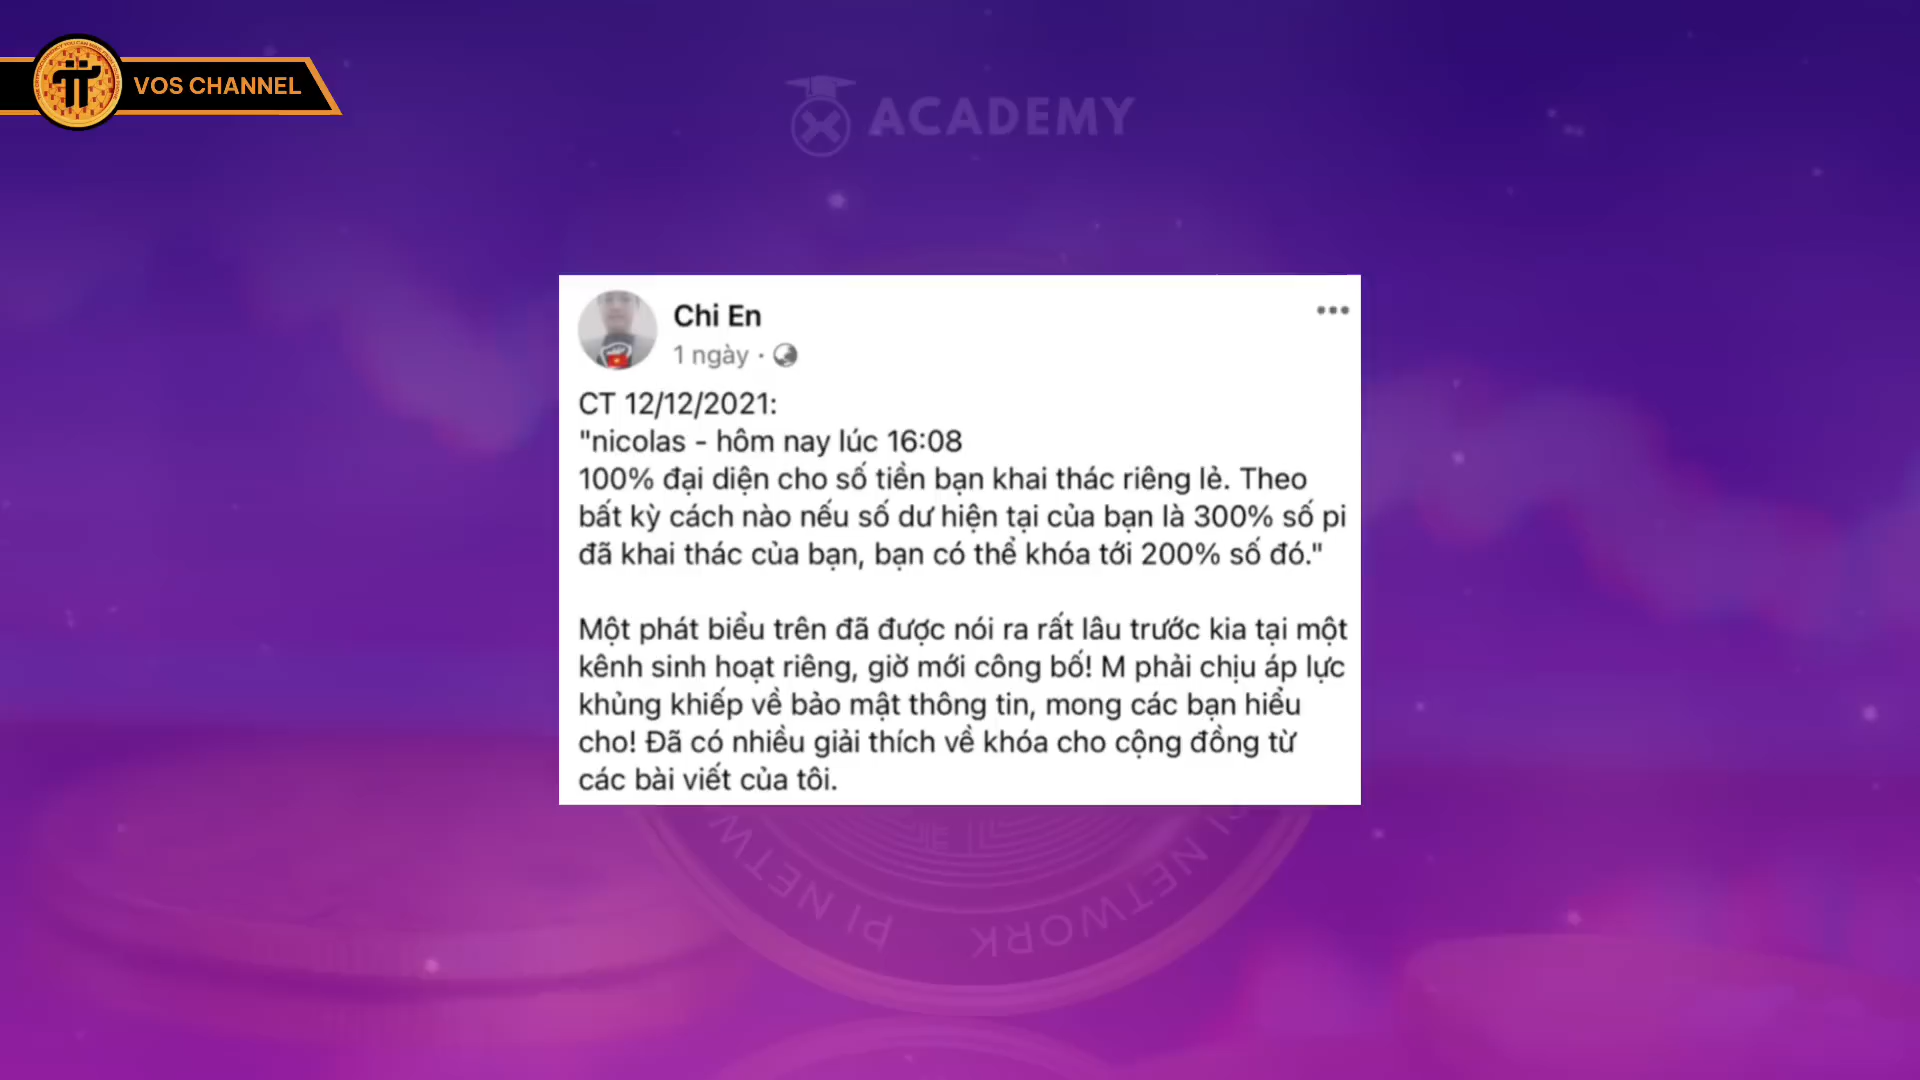 VOS CHANNEL
ACADEMY
Chi En
1 ngày ·
CT 12/12/2021:
"nicolas - hôm nay lúc 16:08
100% đại diện cho số tiền bạn khai thác riêng lẻ. Theo
bất kỳ cách nào nếu số dư hiện tại của bạn là 300% số pi
đã khai thác của bạn, bạn có thể khóa tới 200% số đó."
Một phát biểu trên đã được nói ra rất lâu trước kia tại một
kênh sinh hoạt riêng, giờ mới công bố! M phải chịu áp lực
khủng khiếp về bảo mật thông tin, mong các bạn hiểu
cho! Đã có nhiều giải thích về khóa cho cộng đồng từ
các bài viết của tôi.
PI NETWORK
PI NETW